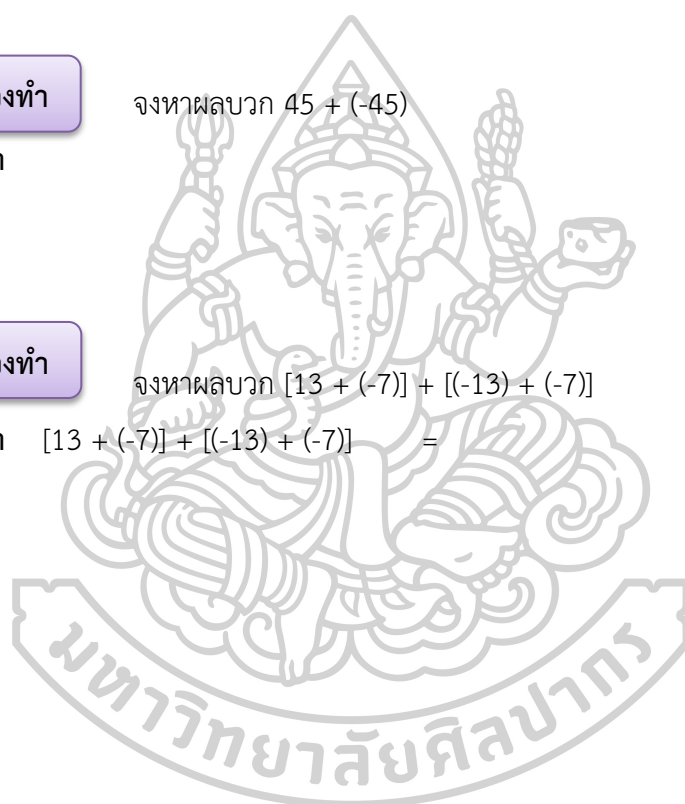 งทำ
จงหาผลบวก 45 + (-45)
งทำ
จงหาผลบวก [13 + (-7)] + [(-13) + (-7)]
[13 + (-7)] + [(-13) + (-7)] =
มหาวิทยาลัยศิลปากร